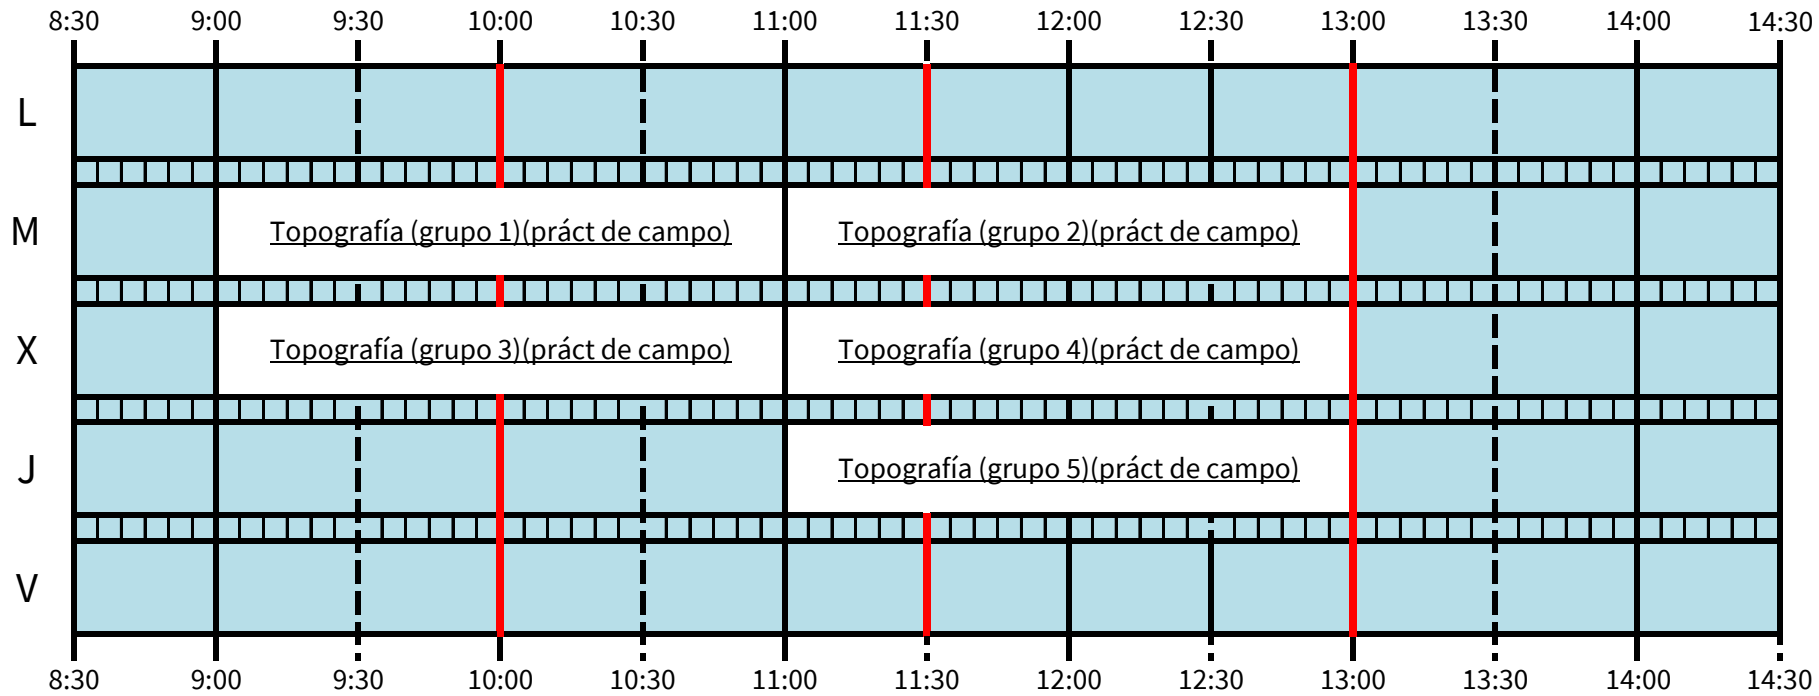 8:30 9:00 9:30 10:00 10:30 11:00 11:30 12:00 12:30 13:00 13:30 14:00 14:30
L
M Topografía (grupo 1)(práct de campo) Topografía (grupo 2)(práct de campo)
X Topografía (grupo 3)(práct de campo) Topografía (grupo 4)(práct de campo)
J Topografía (grupo 5)(práct de campo)
V
8:30 9:00 9:30 10:00 10:30 11:00 11:30 12:00 12:30 13:00 13:30 14:00 14:30